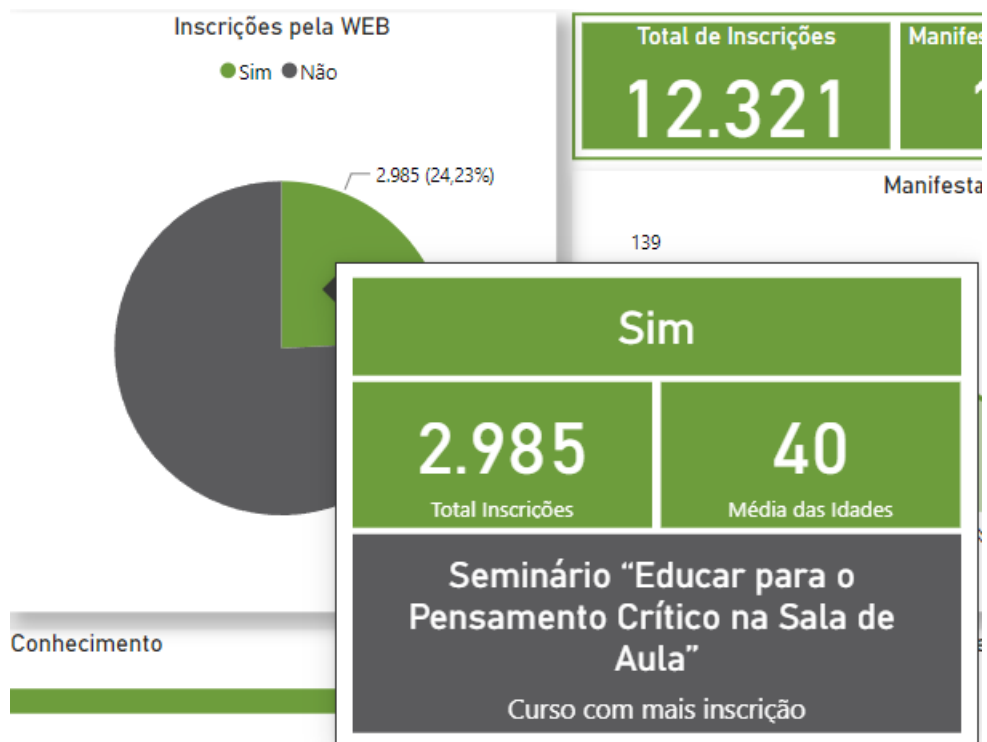 Inscrições pela WEB
Sim Não
2.985 (24,23%)
Total de Inscrições
12.321
139
Sim
2.985
Total Inscrições
40
Média das Idades
Seminário “Educar para o
Pensamento Crítico na Sala de
Aula”
Curso com mais inscrição
Conhecimento